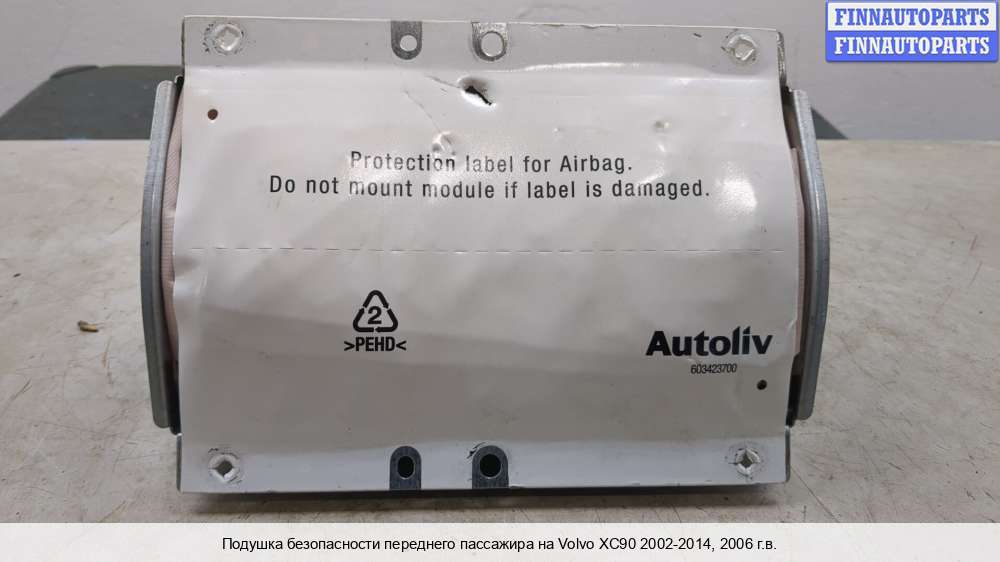 FINNAUTOPARTS
FINNAUTOPARTS
Protection label for Airbag.
Do not mount module if label is damaged.
2
>PEHD<
Autoliv
603423700
Подушка безопасности переднего пассажира на Volvo XC90 2002-2014, 2006 г.в.